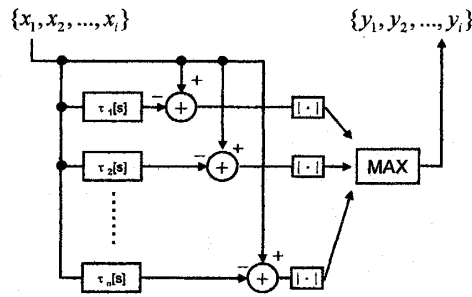 {x₁, x₂, ..., xᵢ}
{y₁, y₂, ..., yᵢ}
+
τ₁[s]
−
+
|·|
+
τ₂[s]
−
+
|·|
MAX
+
τₙ[s]
−
+
|·|